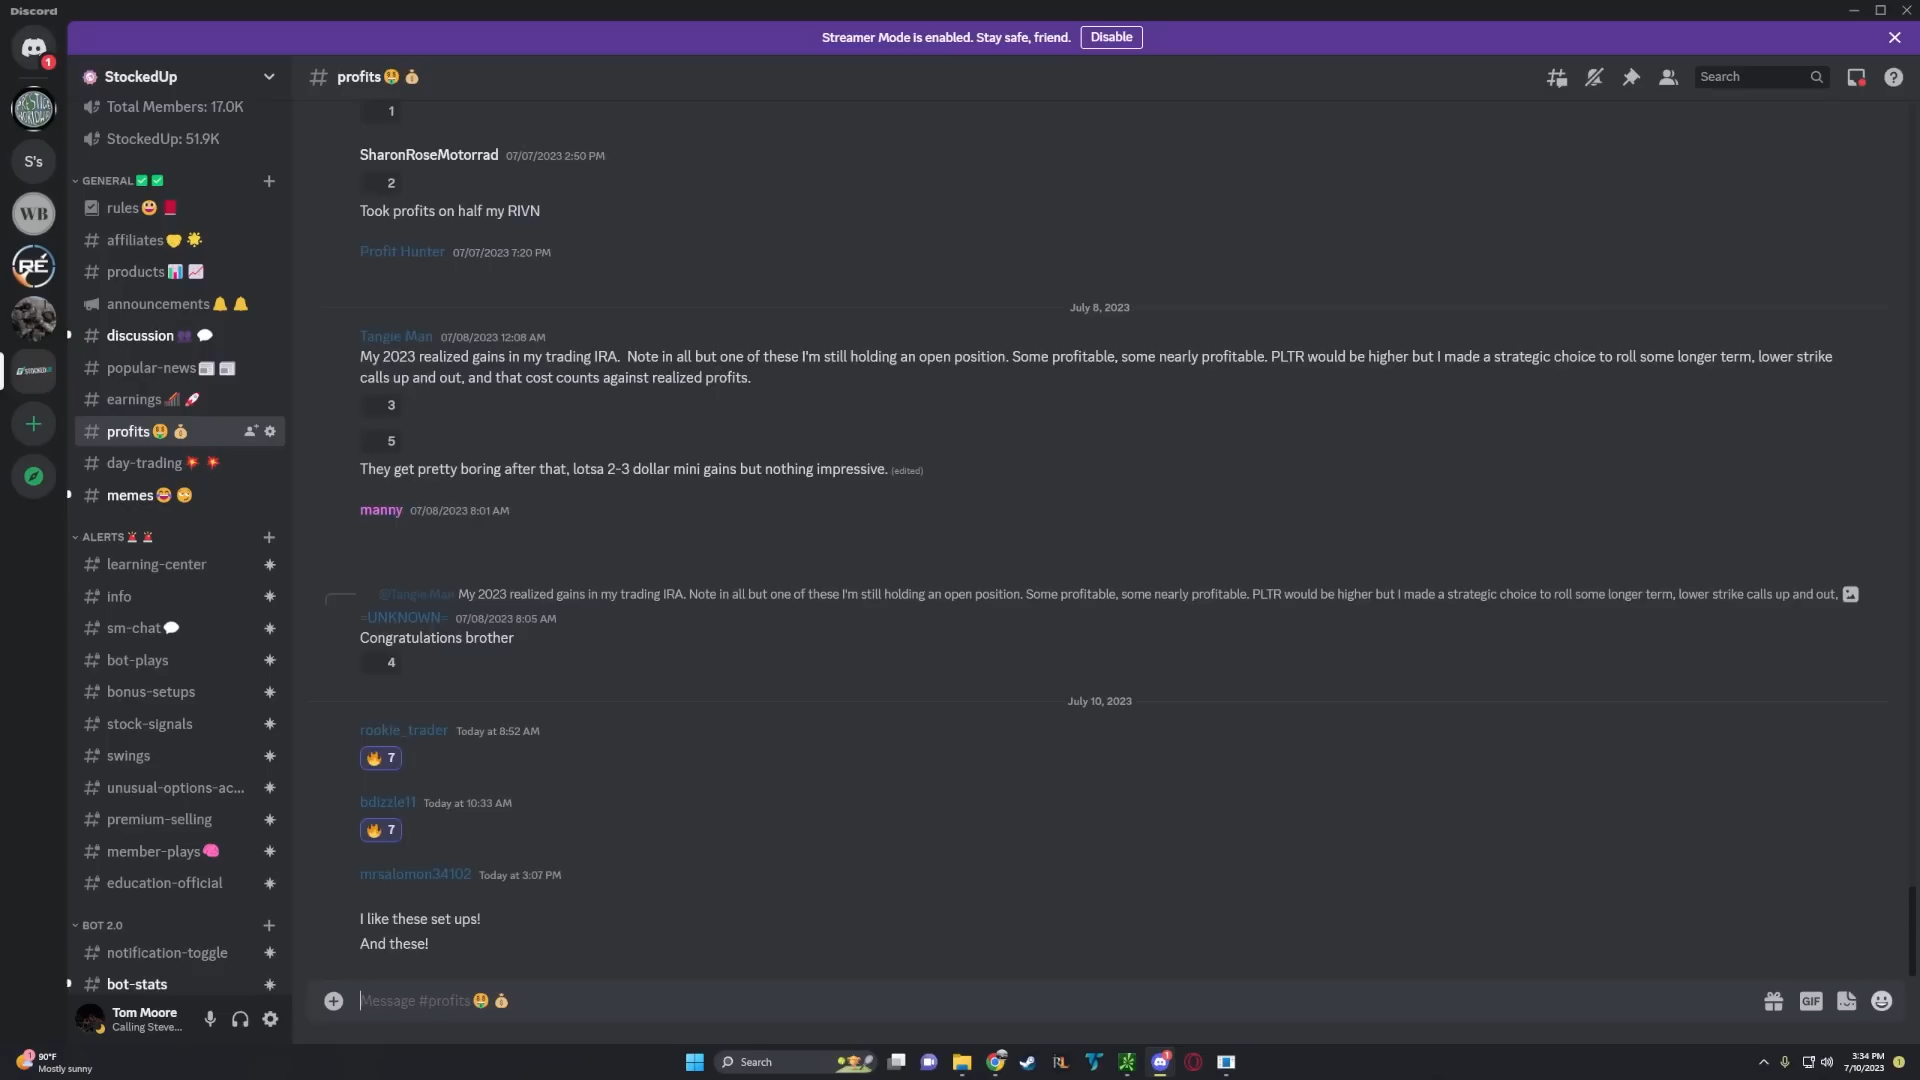 Discord
Streamer Mode is enabled. Stay safe, friend.
Disable
1
S's
WB
RÉ
StockedUp
Total Members: 17.0K
StockedUp: 51.9K
GENERAL
rules
affiliates
products
announcements
discussion
popular-news
earnings
profits
day-trading
memes
ALERTS
learning-center
info
sm-chat
bot-plays
bonus-setups
stock-signals
swings
unusual-options-ac...
premium-selling
member-plays
education-official
BOT 2.0
notification-toggle
bot-stats
Tom Moore
Calling Steve...
profits
Search
1
SharonRoseMotorrad 07/07/2023 2:50 PM
2
Took profits on half my RIVN
Profit Hunter 07/07/2023 7:20 PM
July 8, 2023
Tangie Man 07/08/2023 12:08 AM
My 2023 realized gains in my trading IRA. Note in all but one of these I'm still holding an open position. Some profitable, some nearly profitable. PLTR would be higher but I made a strategic choice to roll some longer term, lower strike
calls up and out, and that cost counts against realized profits.
3
5
They get pretty boring after that, lotsa 2-3 dollar mini gains but nothing impressive. (edited)
manny 07/08/2023 8:01 AM
@Tangie Man My 2023 realized gains in my trading IRA. Note in all but one of these I'm still holding an open position. Some profitable, some nearly profitable. PLTR would be higher but I made a strategic choice to roll some longer term, lower strike calls up and out,
=UNKNOWN= 07/08/2023 8:05 AM
Congratulations brother
4
July 10, 2023
rookie_trader Today at 8:52 AM
7
bdizzle11 Today at 10:33 AM
7
mrsalomon34102 Today at 3:07 PM
I like these set ups!
And these!
Message #profits
GIF
1
90°F
Mostly sunny
Search
RL
1
3:34 PM
7/10/2023
1